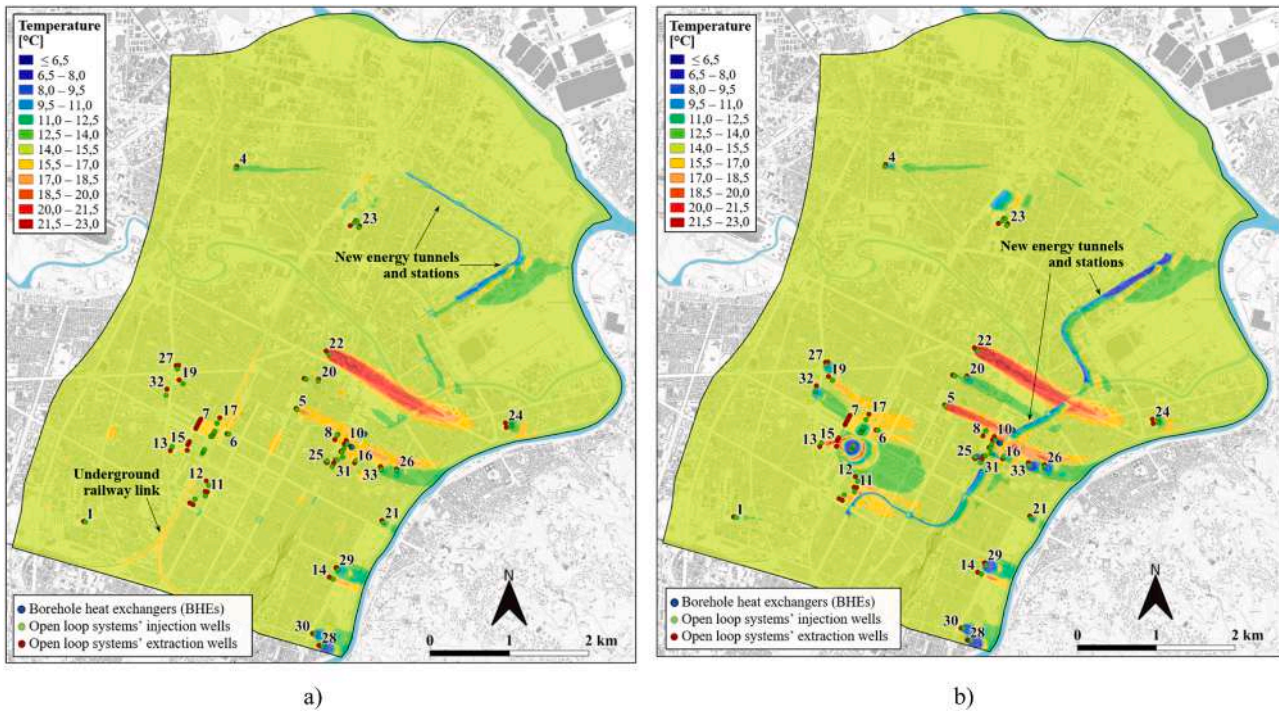 Temperature
[°C]
≤ 6,5
6,5 – 8,0
8,0 – 9,5
9,5 – 11,0
11,0 – 12,5
12,5 – 14,0
14,0 – 15,5
15,5 – 17,0
17,0 – 18,5
18,5 – 20,0
20,0 – 21,5
21,5 – 23,0
4
23
New energy tunnels
and stations
22
27
19
20
32
5
7
17
24
8
10
13
15
6
25
16
31
33
26
12
11
Underground
railway link
1
21
29
14
N
30
28
Borehole heat exchangers (BHEs)
Open loop systems’ injection wells
Open loop systems’ extraction wells
0 1 2 km
a)
Temperature
[°C]
≤ 6,5
6,5 – 8,0
8,0 – 9,5
9,5 – 11,0
11,0 – 12,5
12,5 – 14,0
14,0 – 15,5
15,5 – 17,0
17,0 – 18,5
18,5 – 20,0
20,0 – 21,5
21,5 – 23,0
4
23
New energy tunnels
and stations
22
27
19
20
32
5
7
17
24
8
10
13
15
6
25
16
31
33
26
12
11
1
21
29
14
N
30
28
Borehole heat exchangers (BHEs)
Open loop systems’ injection wells
Open loop systems’ extraction wells
0 1 2 km
b)